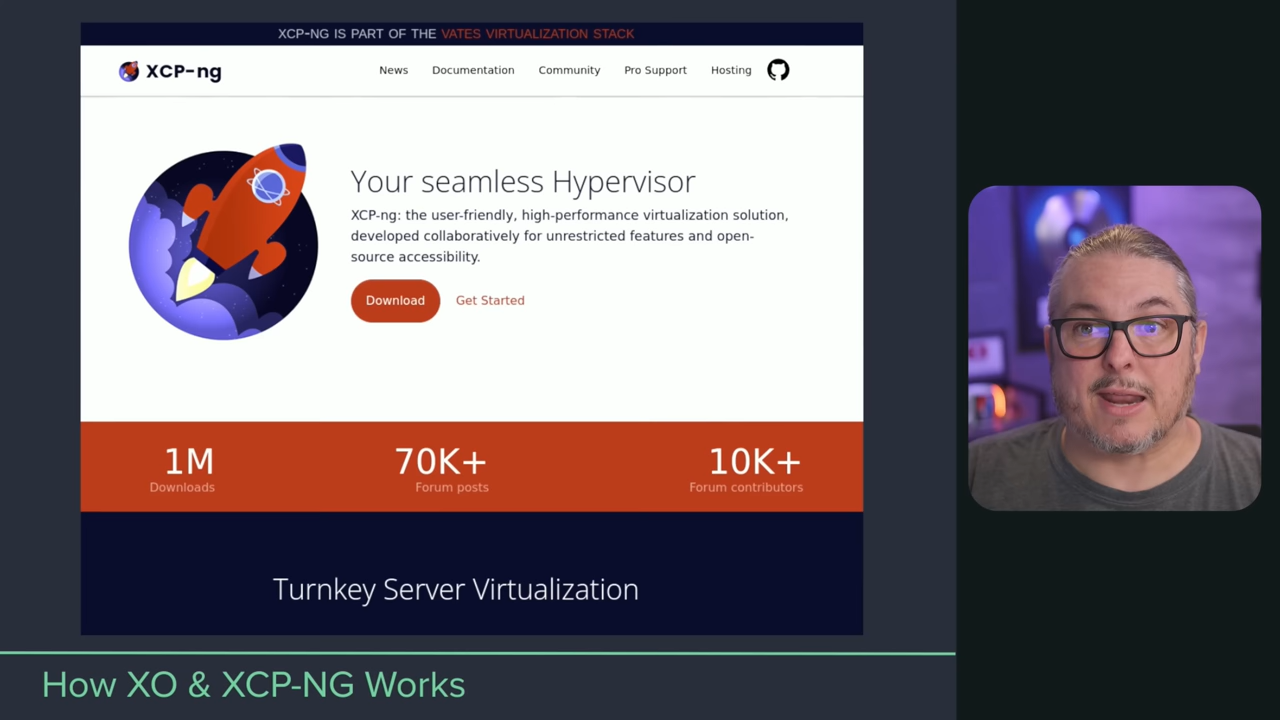 XCP-NG IS PART OF THE VATES VIRTUALIZATION STACK
XCP-ng
News Documentation Community Pro Support Hosting
Your seamless Hypervisor
XCP-ng: the user-friendly, high-performance virtualization solution,
developed collaboratively for unrestricted features and open-
source accessibility.
Download Get Started
1M 70K+ 10K+
Downloads Forum posts Forum contributors
Turnkey Server Virtualization
How XO & XCP-NG Works